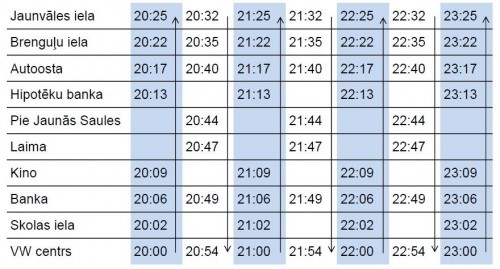 Jaunvāles iela 20:25 20:32 21:25 21:32 22:25 22:32 23:25
Brenguļu iela 20:22 20:35 21:22 21:35 22:22 22:35 23:22
Autoosta 20:17 20:40 21:17 21:40 22:17 22:40 23:17
Hipotēku banka 20:13 21:13 22:13 23:13
Pie Jaunās Saules 20:44 21:44 22:44
Laima 20:47 21:47 22:47
Kino 20:09 21:09 22:09 23:09
Banka 20:06 20:49 21:06 21:49 22:06 22:49 23:06
Skolas iela 20:02 21:02 22:02 23:02
VW centrs 20:00 20:54 21:00 21:54 22:00 22:54 23:00